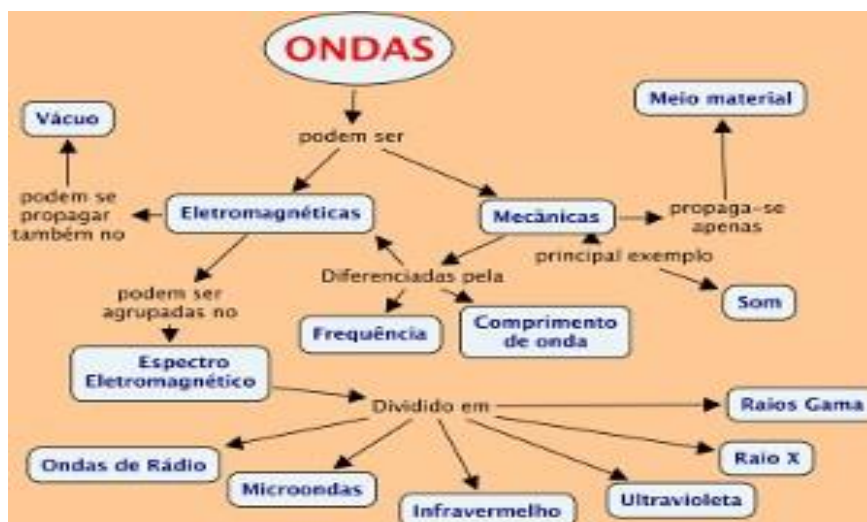 ONDAS
podem ser
Vácuo
Meio material
podem se
propagar
também no
Eletromagnéticas
Mecânicas
propaga-se
apenas
principal exemplo
Som
Diferenciadas pela
podem ser
agrupadas no
Frequência
Comprimento
de onda
Espectro
Eletromagnético
Dividido em
Raios Gama
Ondas de Rádio
Raio X
Microondas
Ultravioleta
Infravermelho